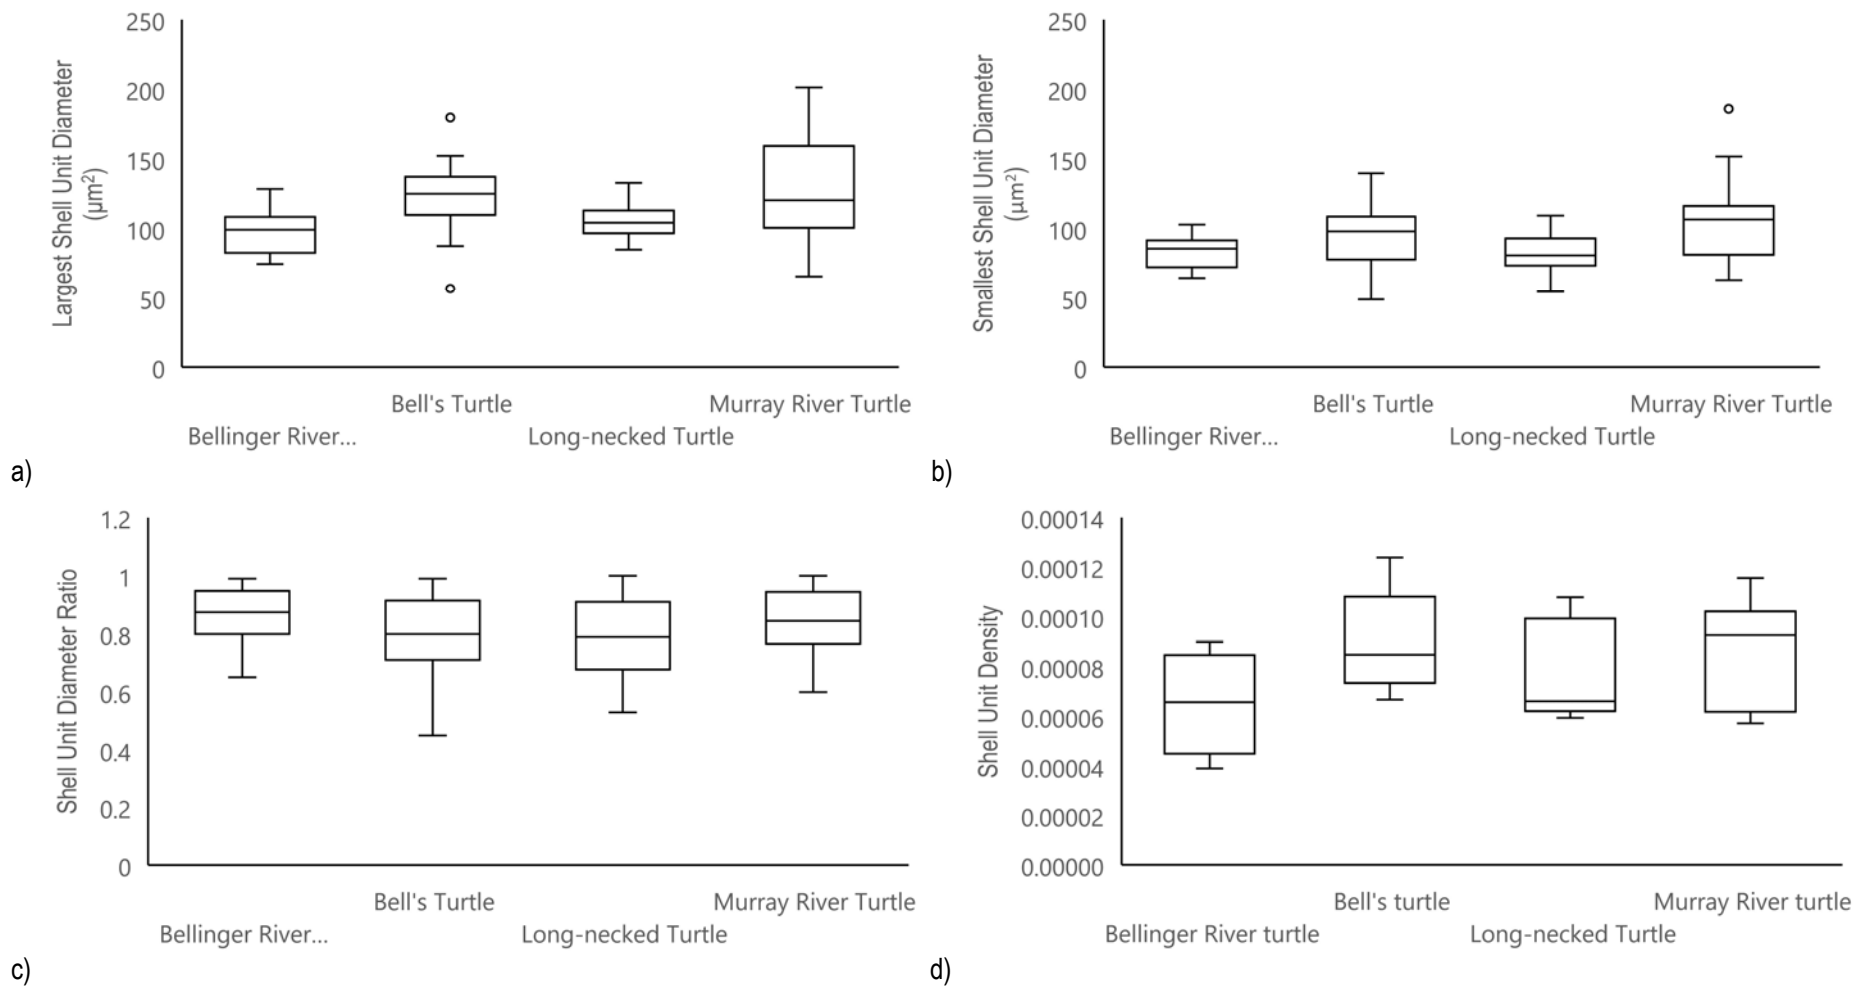 250
200
150
100
50
0
Largest Shell Unit Diameter
(µm²)
Bell's Turtle
Murray River Turtle
Bellinger River...
Long-necked Turtle
a)
250
200
150
100
50
0
Smallest Shell Unit Diameter
(µm²)
Bell's Turtle
Murray River Turtle
Bellinger River...
Long-necked Turtle
b)
1.2
1
0.8
0.6
0.4
0.2
0
Shell Unit Diameter Ratio
Bell's Turtle
Murray River Turtle
Bellinger River...
Long-necked Turtle
c)
0.00014
0.00012
0.00010
0.00008
0.00006
0.00004
0.00002
0.00000
Shell Unit Density
Bell's turtle
Murray River turtle
Bellinger River turtle
Long-necked Turtle
d)